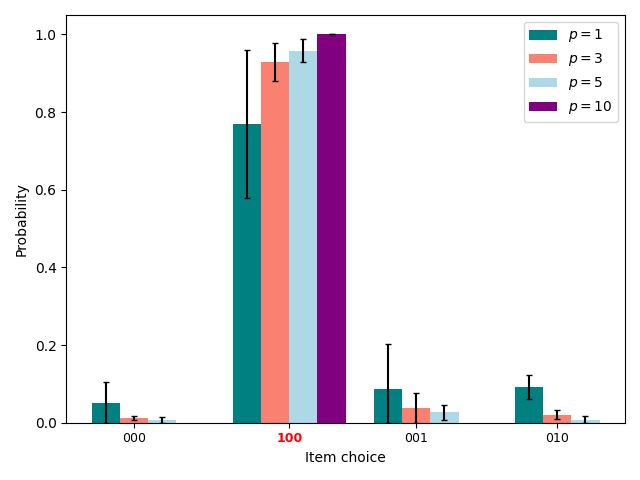 p = 1
p = 3
p = 5
p = 10
1.0
0.8
0.6
0.4
0.2
0.0
Probability
000
100
001
010
Item choice